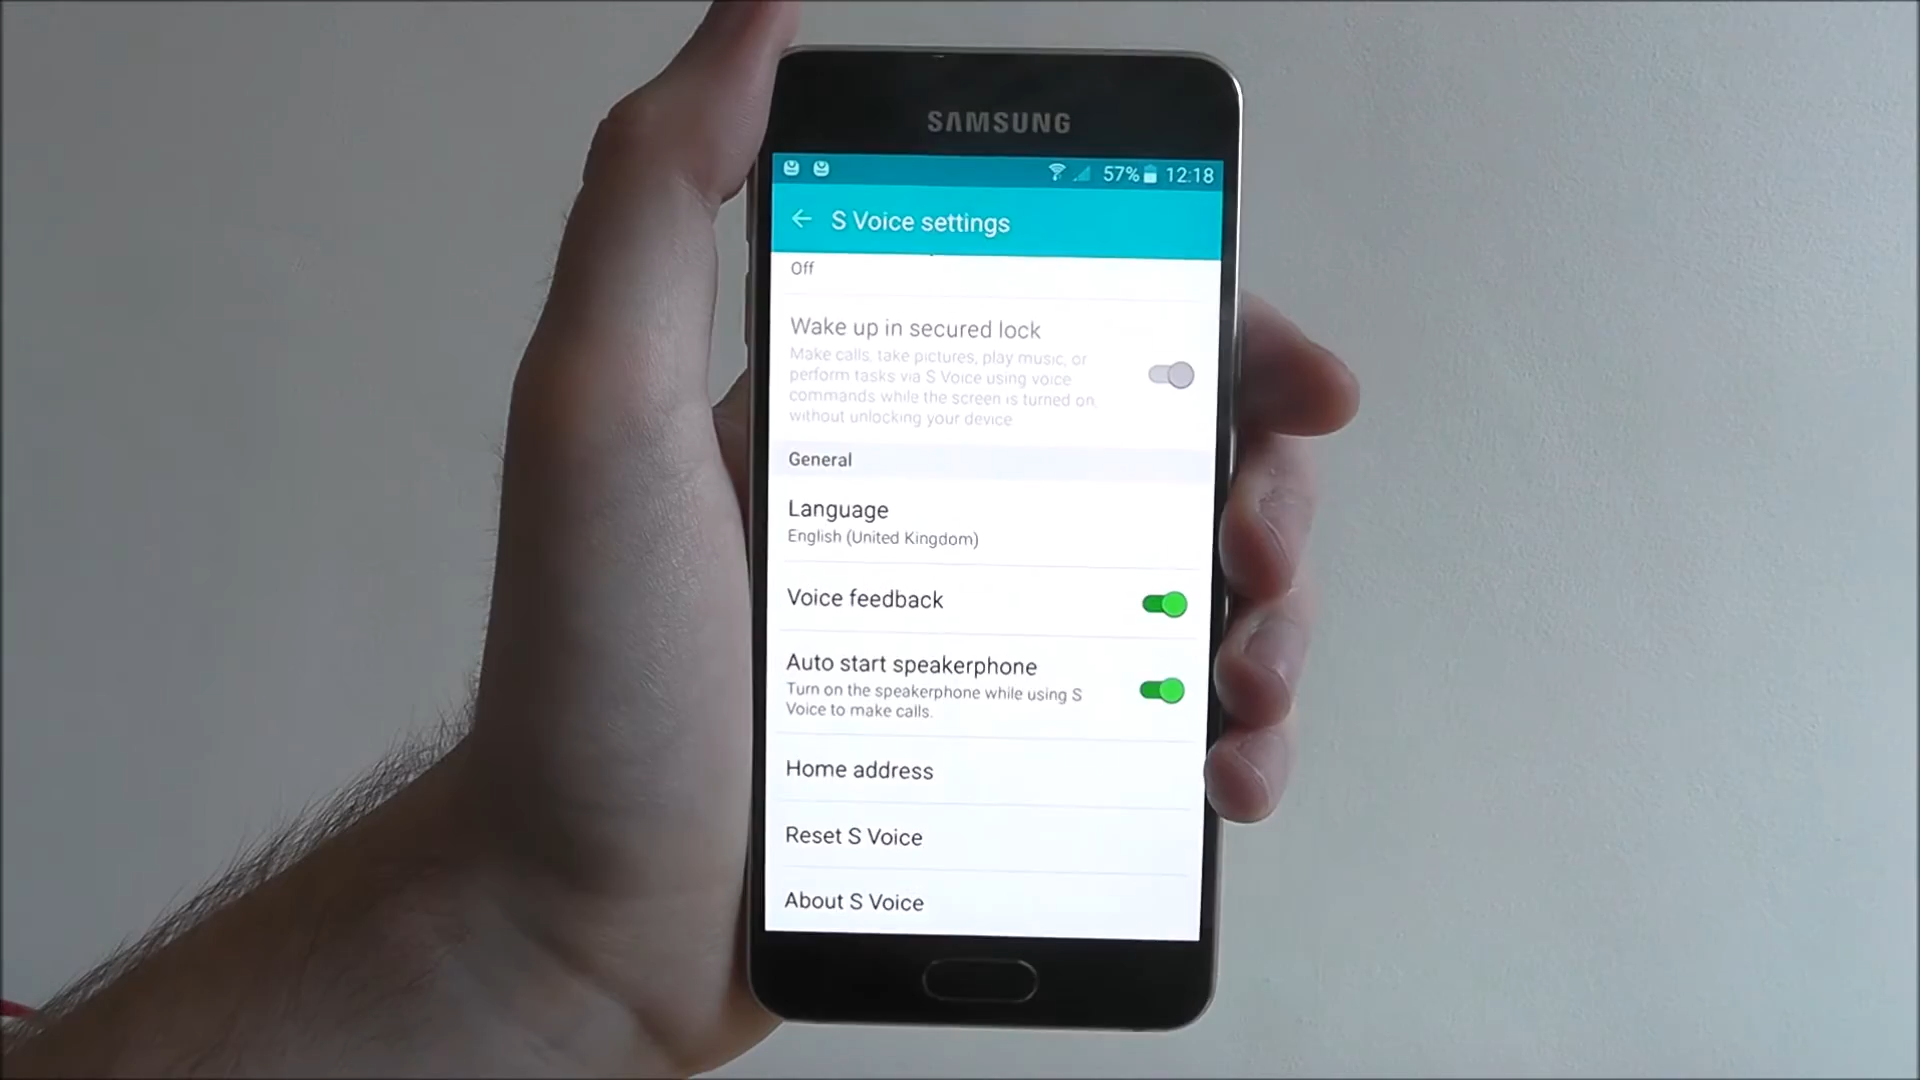 SAMSUNG
57% 12:18
S Voice settings
Off
Wake up in secured lock
Make calls, take pictures, play music, or
perform tasks via S Voice using voice
commands while the screen is turned on,
without unlocking your device
General
Language
English (United Kingdom)
Voice feedback
Auto start speakerphone
Turn on the speakerphone while using S
Voice to make calls.
Home address
Reset S Voice
About S Voice